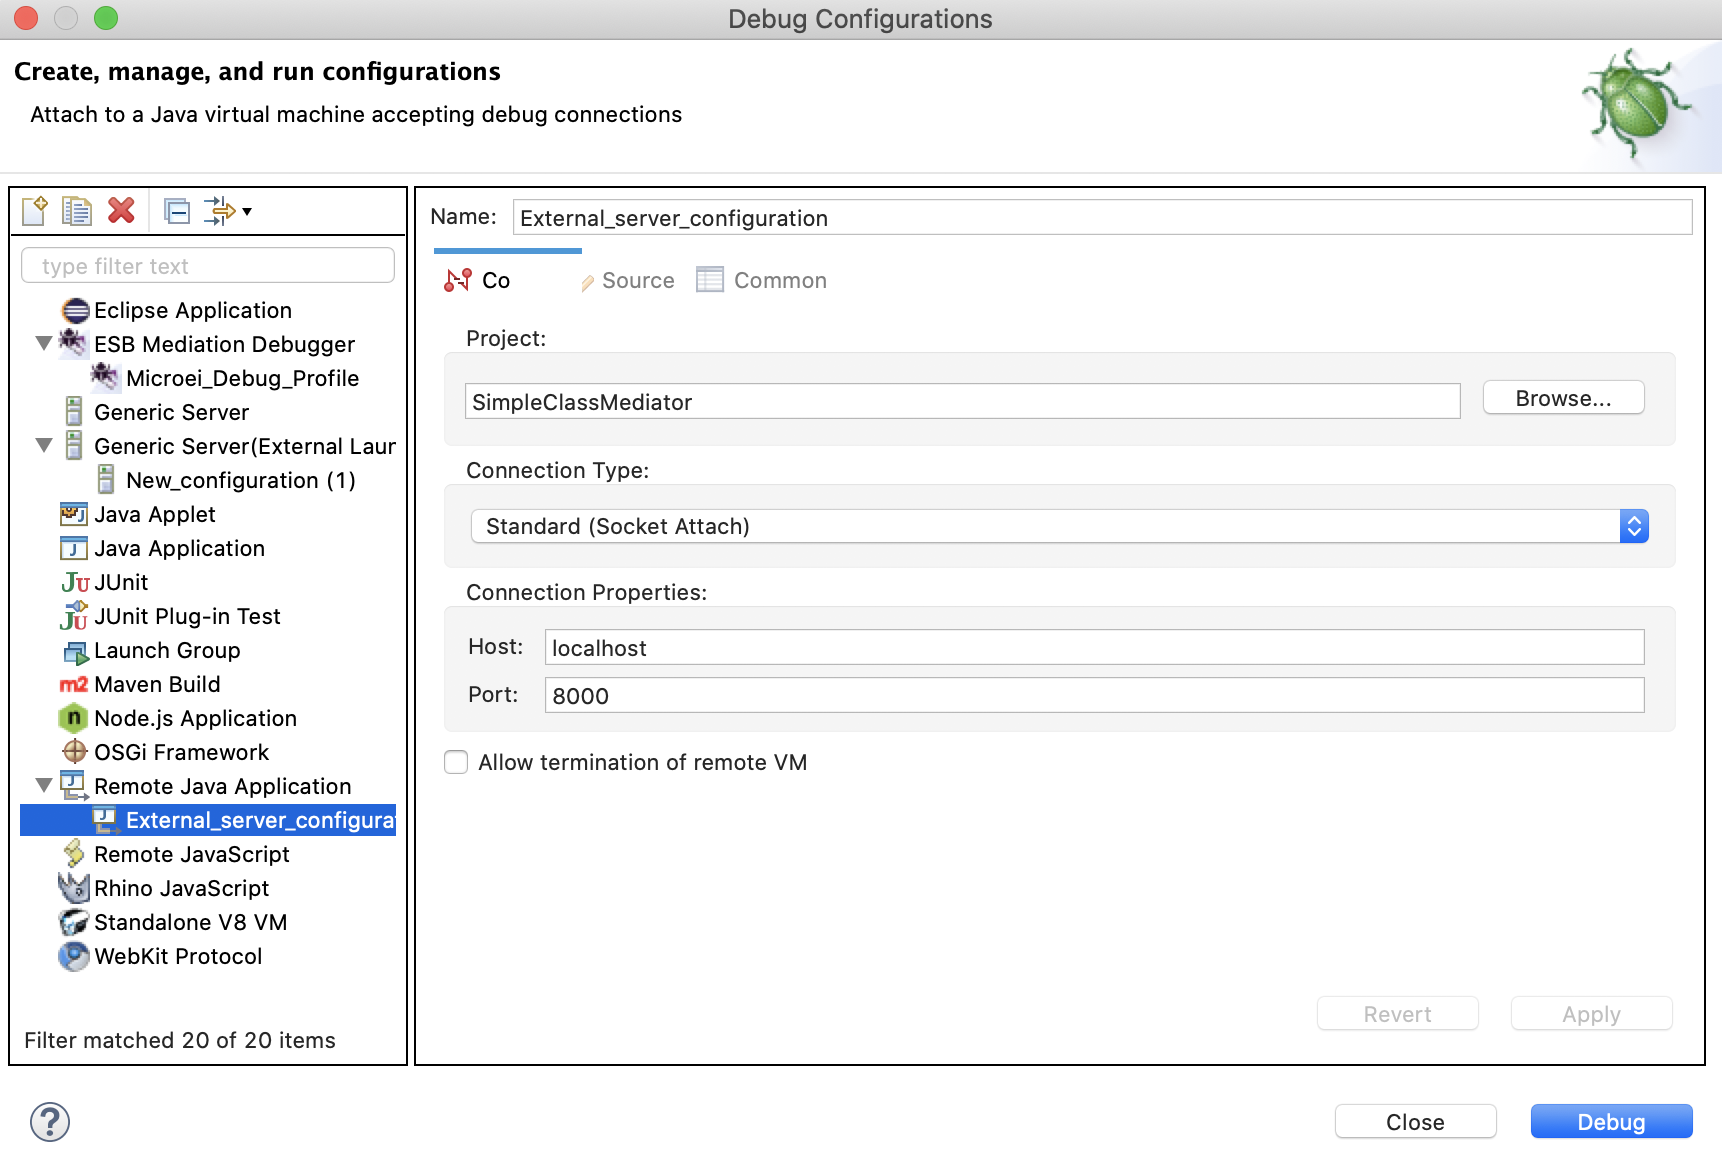 Debug Configurations
Create, manage, and run configurations
Attach to a Java virtual machine accepting debug connections
type filter text
Eclipse Application
ESB Mediation Debugger
Microei_Debug_Profile
Generic Server
Generic Server(External Laun
New_configuration (1)
Java Applet
Java Application
JUnit
JUnit Plug-in Test
Launch Group
Maven Build
Node.js Application
OSGi Framework
Remote Java Application
External_server_configurat
Remote JavaScript
Rhino JavaScript
Standalone V8 VM
WebKit Protocol
Filter matched 20 of 20 items
Name: External_server_configuration
Co Source Common
Project:
SimpleClassMediator Browse...
Connection Type:
Standard (Socket Attach)
Connection Properties:
Host: localhost
Port: 8000
Allow termination of remote VM
Revert Apply
Close Debug